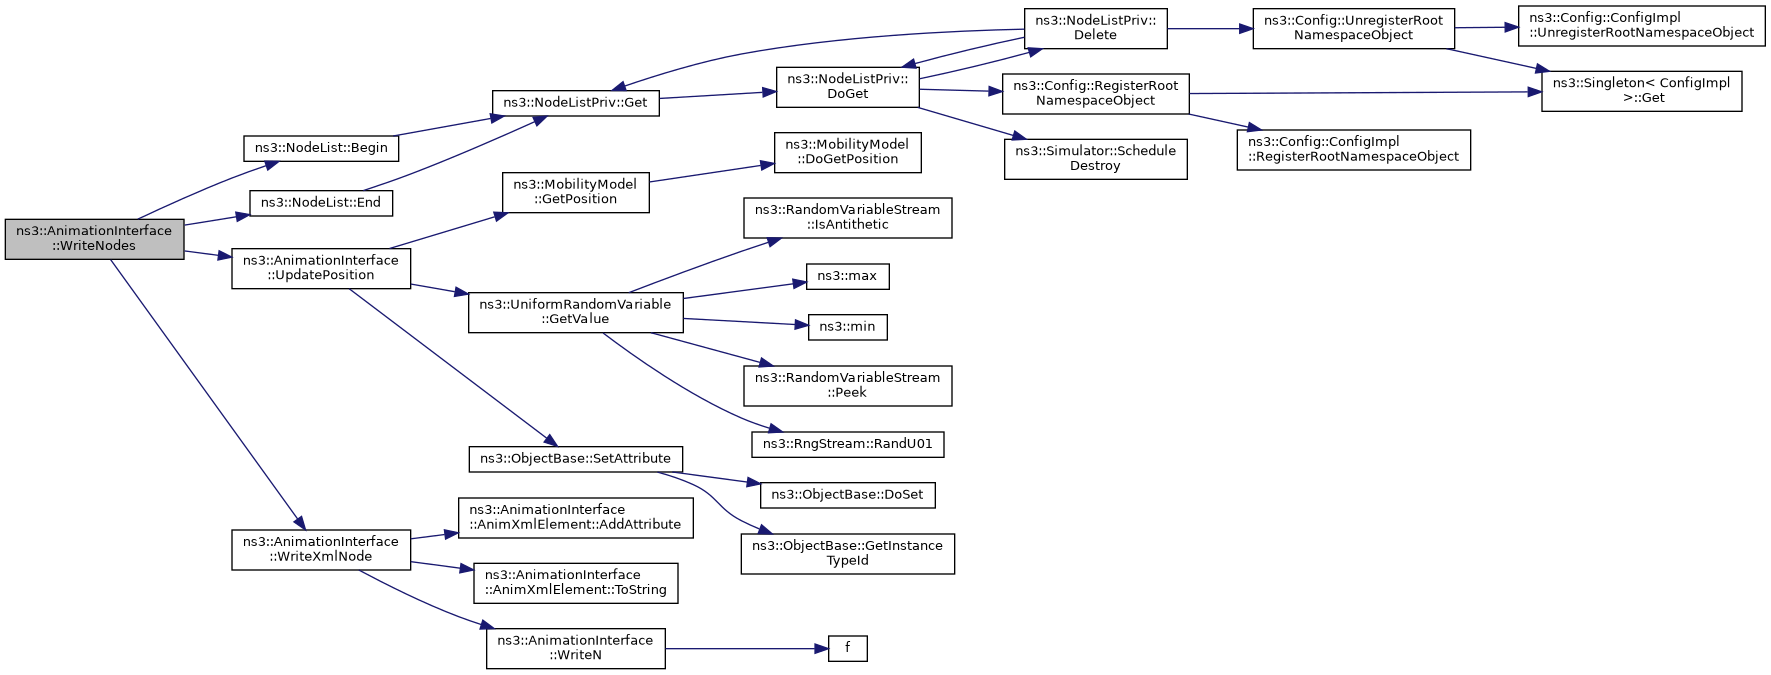 ns3::AnimationInterface
::WriteNodes
ns3::NodeList::Begin
ns3::NodeList::End
ns3::AnimationInterface
::UpdatePosition
ns3::AnimationInterface
::WriteXmlNode
ns3::NodeListPriv::Get
ns3::MobilityModel
::GetPosition
ns3::UniformRandomVariable
::GetValue
ns3::ObjectBase::SetAttribute
ns3::AnimationInterface
::AnimXmlElement::AddAttribute
ns3::AnimationInterface
::AnimXmlElement::ToString
ns3::AnimationInterface
::WriteN
ns3::NodeListPriv::
DoGet
ns3::MobilityModel
::DoGetPosition
ns3::RandomVariableStream
::IsAntithetic
ns3::max
ns3::min
ns3::RandomVariableStream
::Peek
ns3::RngStream::RandU01
ns3::ObjectBase::DoSet
ns3::ObjectBase::GetInstance
TypeId
f
ns3::NodeListPriv::
Delete
ns3::Config::RegisterRoot
NamespaceObject
ns3::Simulator::Schedule
Destroy
ns3::Config::UnregisterRoot
NamespaceObject
ns3::Config::ConfigImpl
::RegisterRootNamespaceObject
ns3::Config::ConfigImpl
::UnregisterRootNamespaceObject
ns3::Singleton< ConfigImpl
>::Get